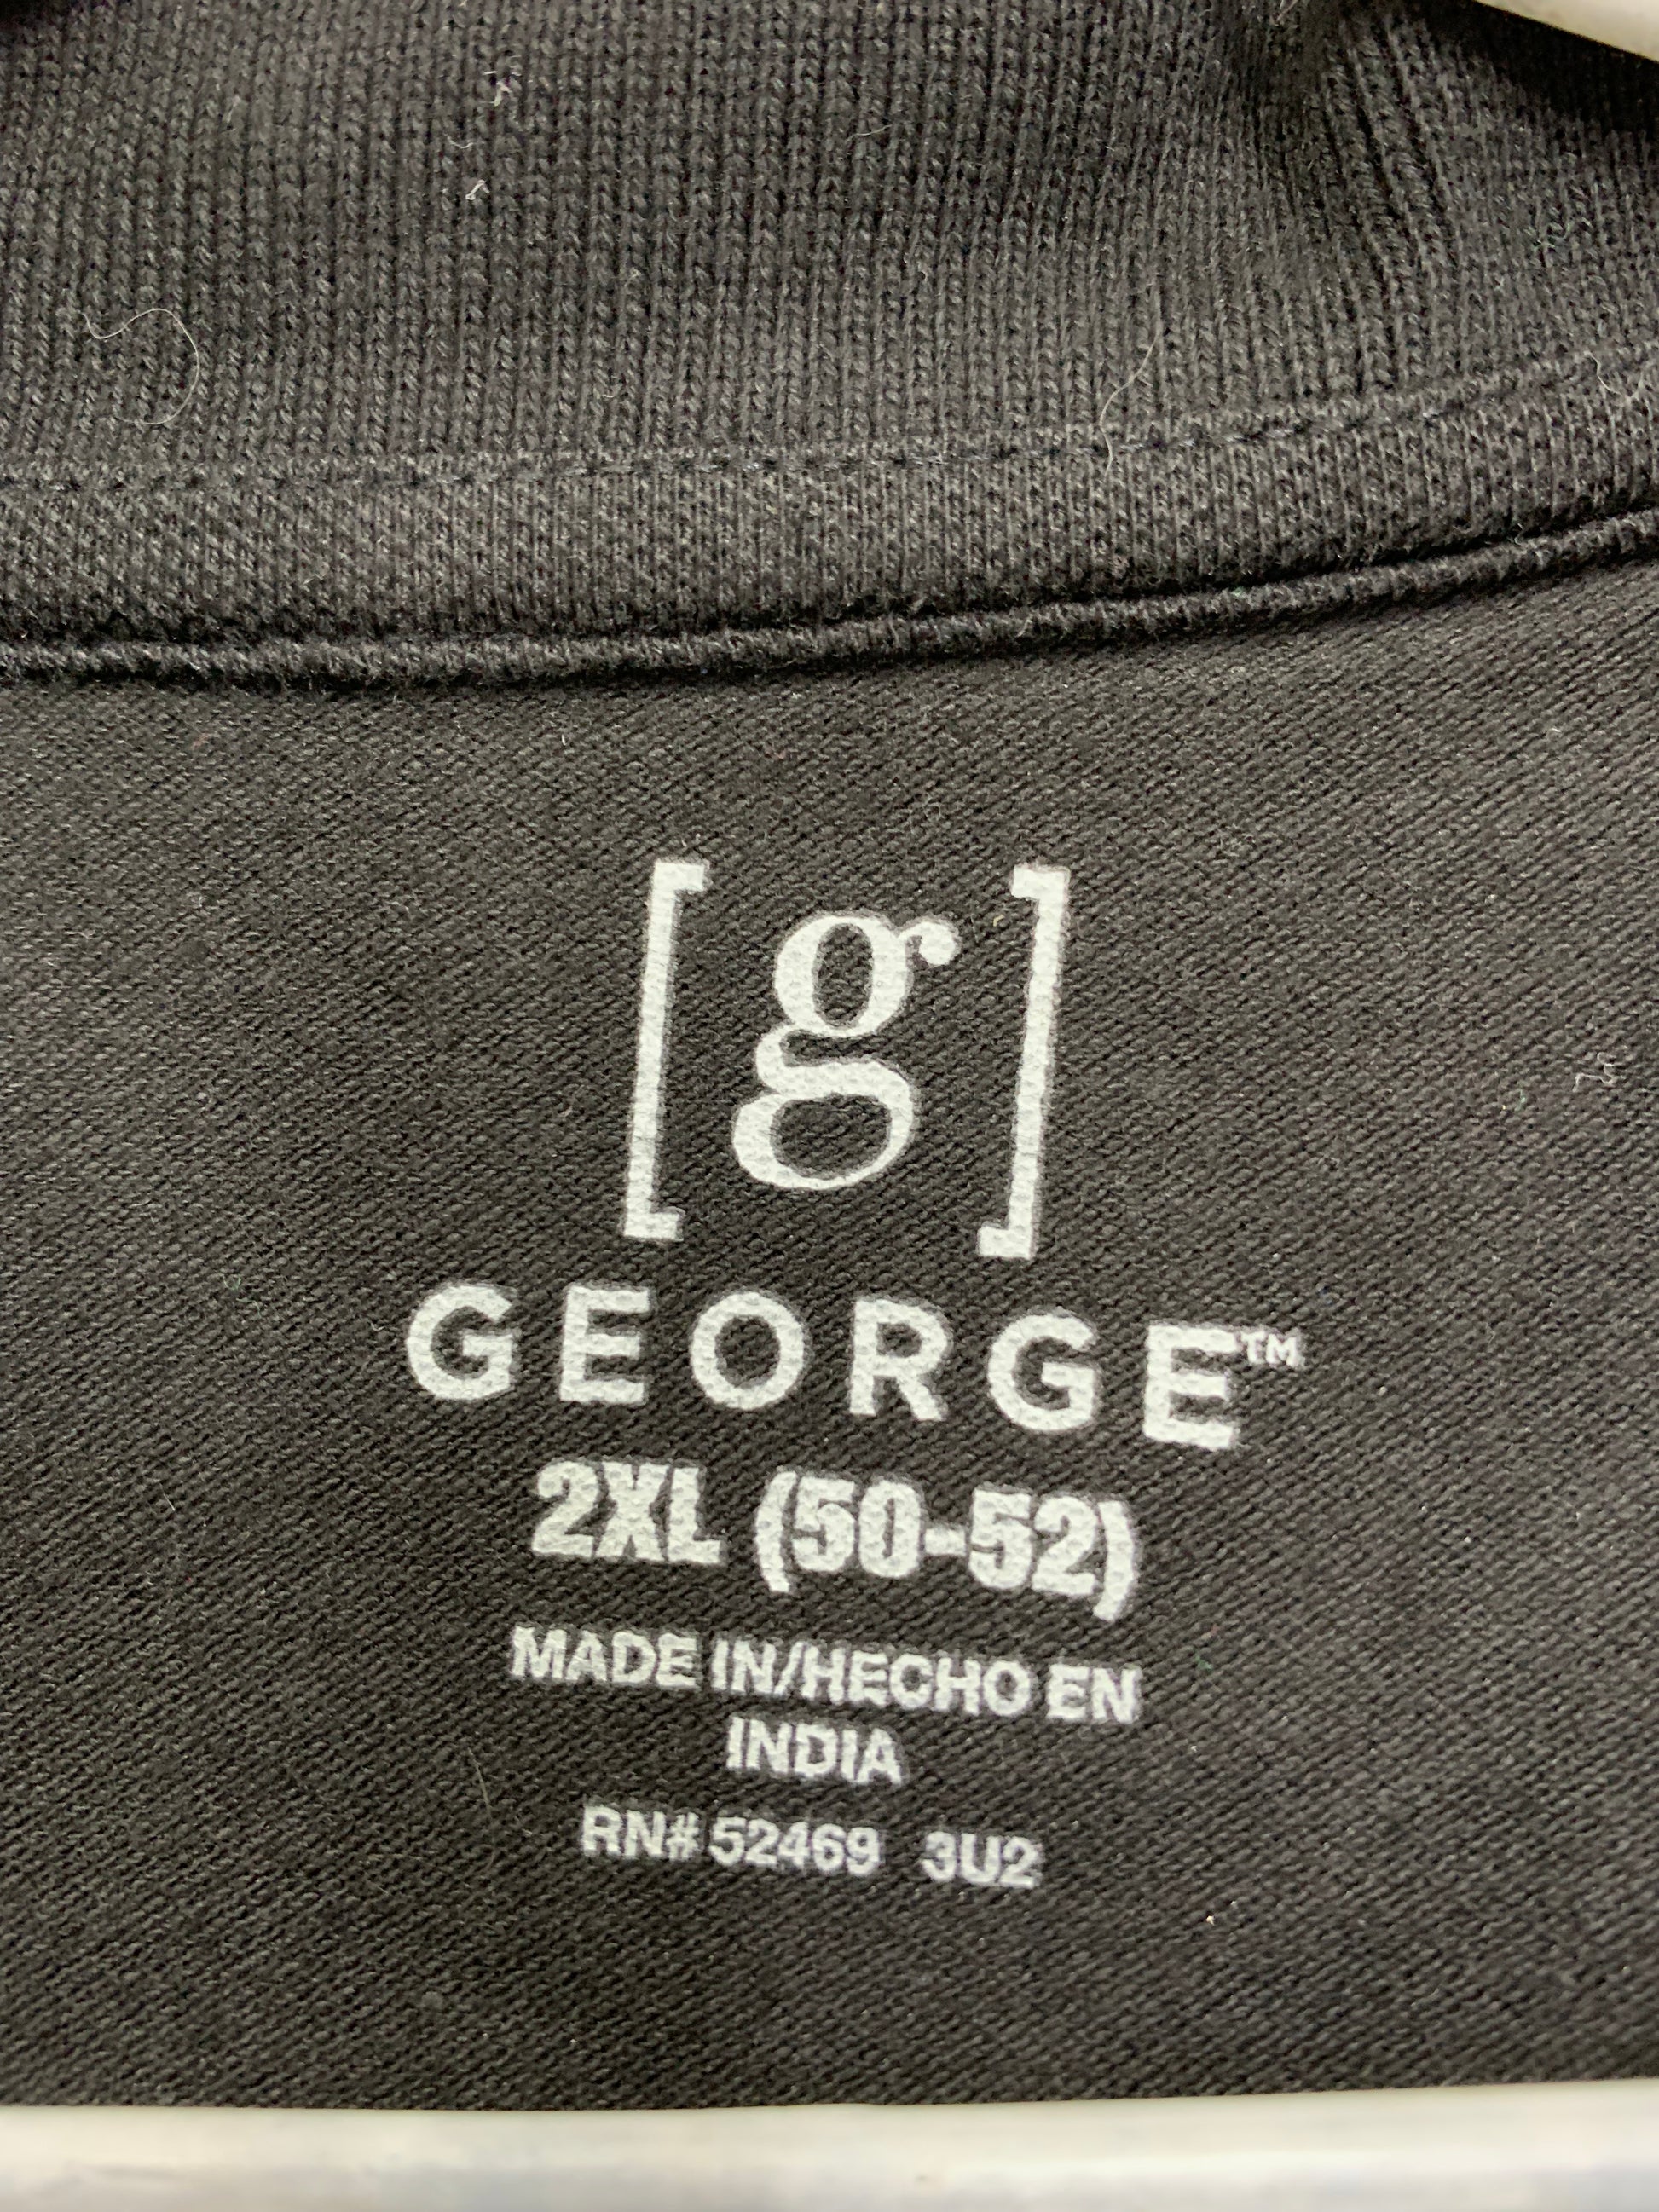 [g]
GEORGE™
2XL (50-52)
MADE IN/HECHO EN
INDIA
RN# 52469 3U2